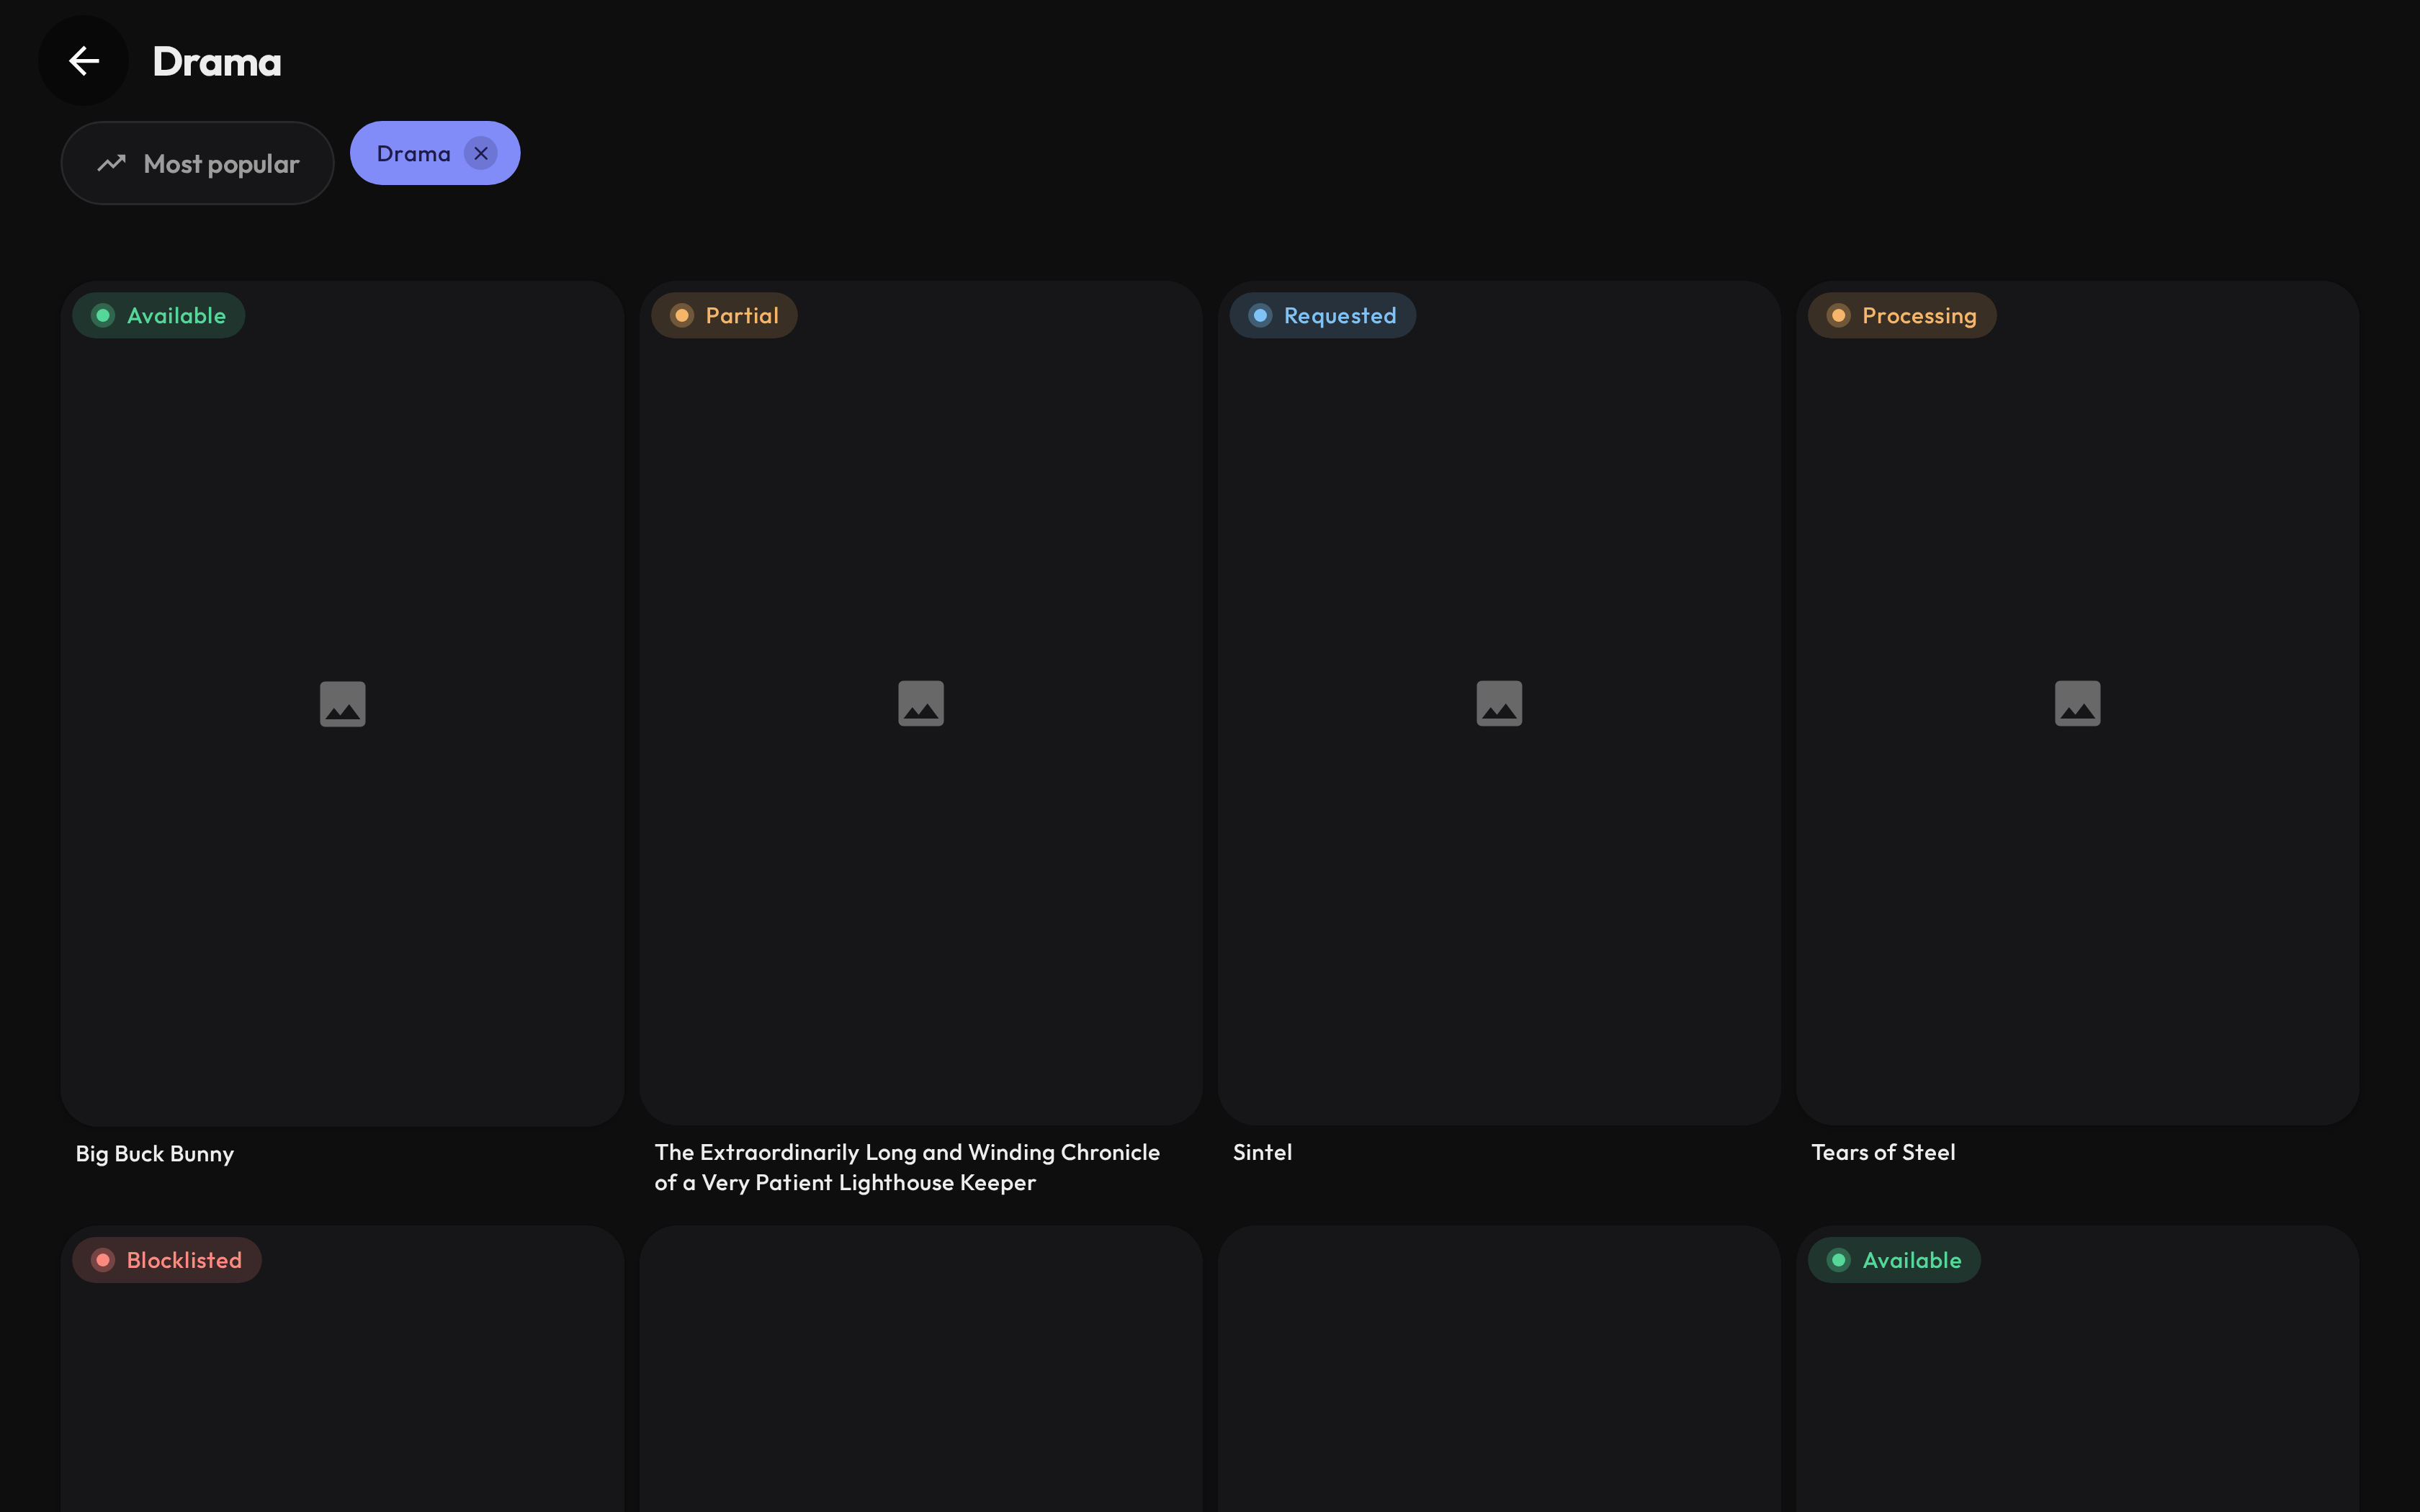 Drama
Most popular
Drama
Available
Partial
Requested
Processing
Big Buck Bunny
The Extraordinarily Long and Winding Chronicle
of a Very Patient Lighthouse Keeper
Sintel
Tears of Steel
Blocklisted
Available